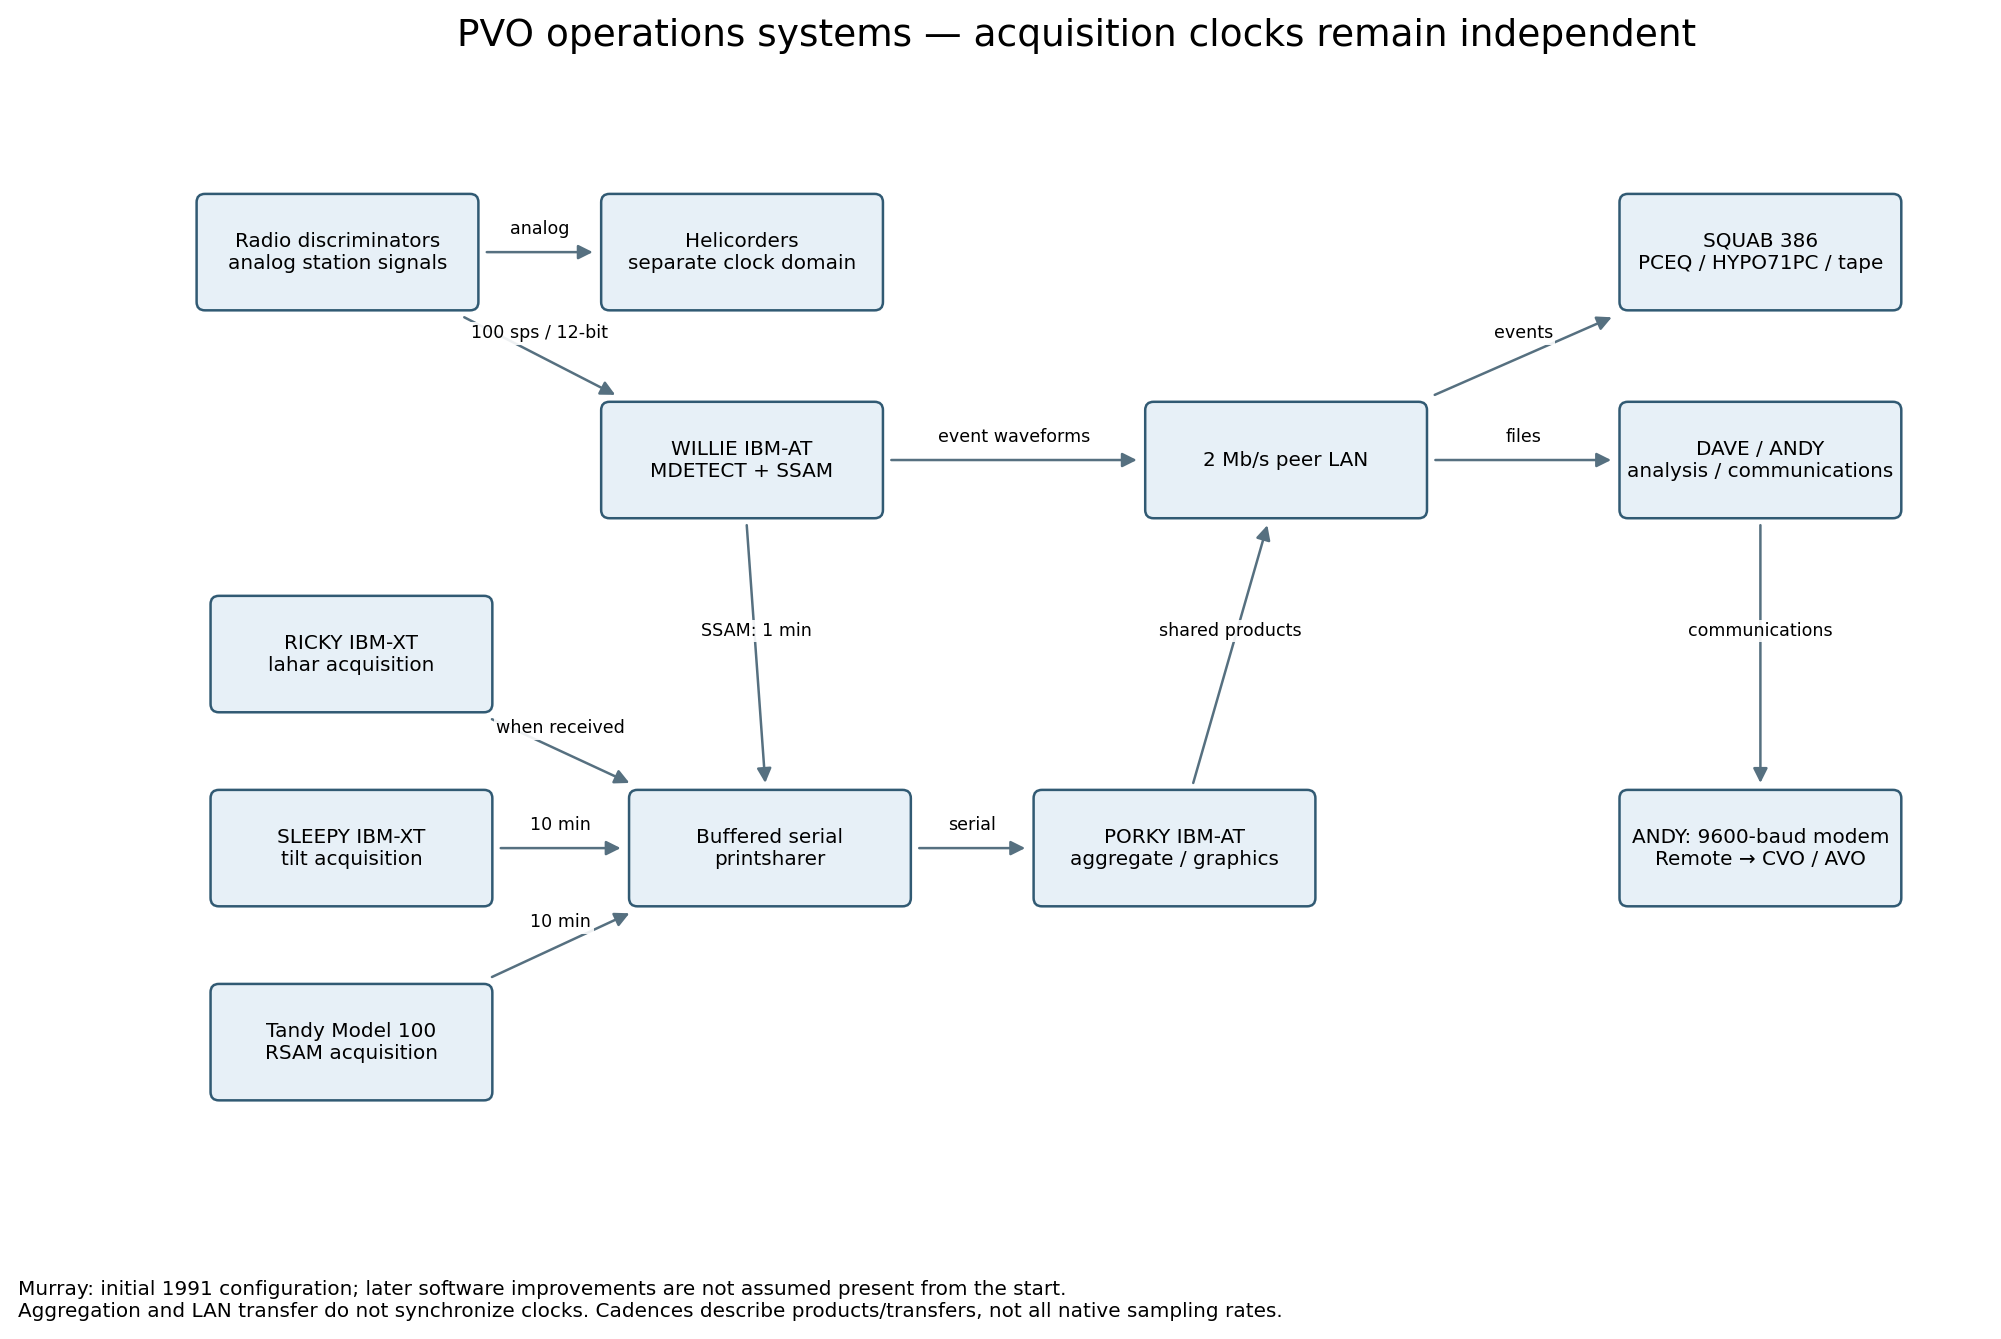 PVO operations systems — acquisition clocks remain independent
Radio discriminators
analog station signals
analog
Helicorders
separate clock domain
SQUAB 386
PCEQ / HYPO71PC / tape
100 sps / 12-bit
events
WILLIE IBM-AT
MDETECT + SSAM
event waveforms
2 Mb/s peer LAN
files
DAVE / ANDY
analysis / communications
RICKY IBM-XT
lahar acquisition
SSAM: 1 min
shared products
communications
when received
SLEEPY IBM-XT
tilt acquisition
10 min
Buffered serial
printsharer
serial
PORKY IBM-AT
aggregate / graphics
ANDY: 9600-baud modem
Remote → CVO / AVO
10 min
Tandy Model 100
RSAM acquisition
Murray: initial 1991 configuration; later software improvements are not assumed present from the start.
Aggregation and LAN transfer do not synchronize clocks. Cadences describe products/transfers, not all native sampling rates.